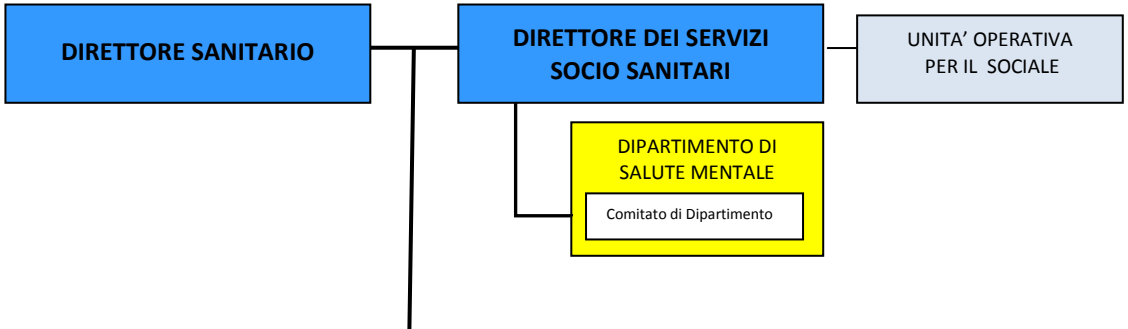 DIRETTORE SANITARIO
DIRETTORE DEI SERVIZI
SOCIO SANITARI
UNITA’ OPERATIVA
PER IL SOCIALE
DIPARTIMENTO DI
SALUTE MENTALE
Comitato di Dipartimento